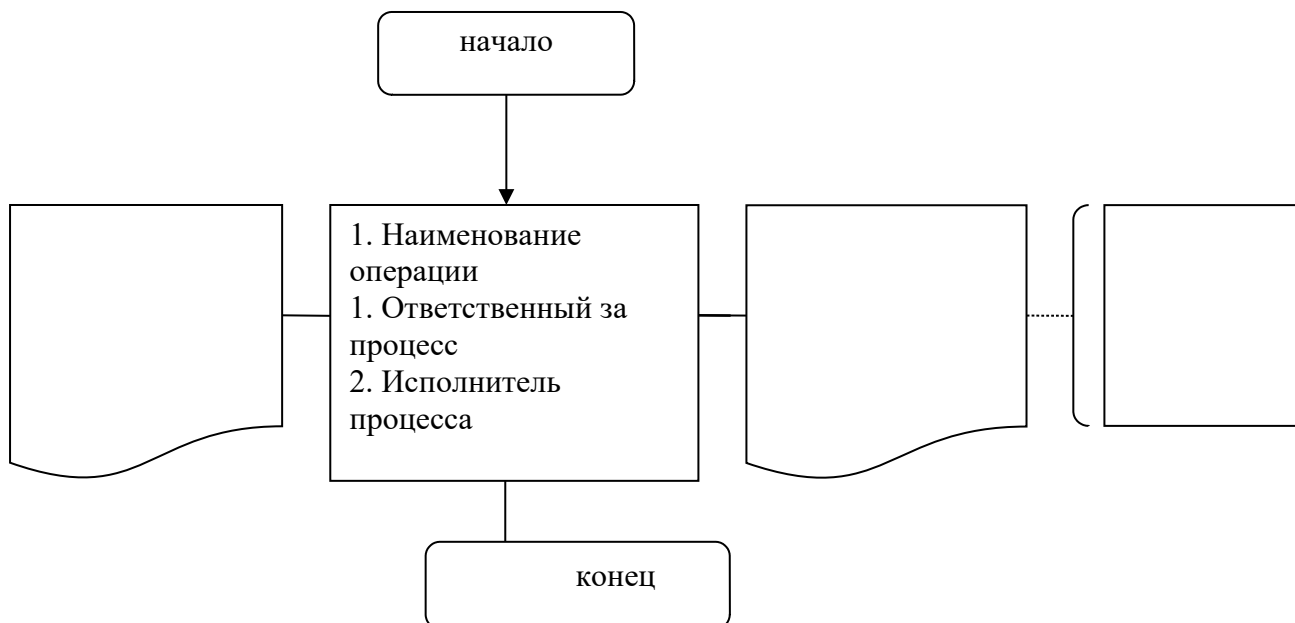 начало
1. Наименование
операции
1. Ответственный за
процесс
2. Исполнитель
процесса
конец